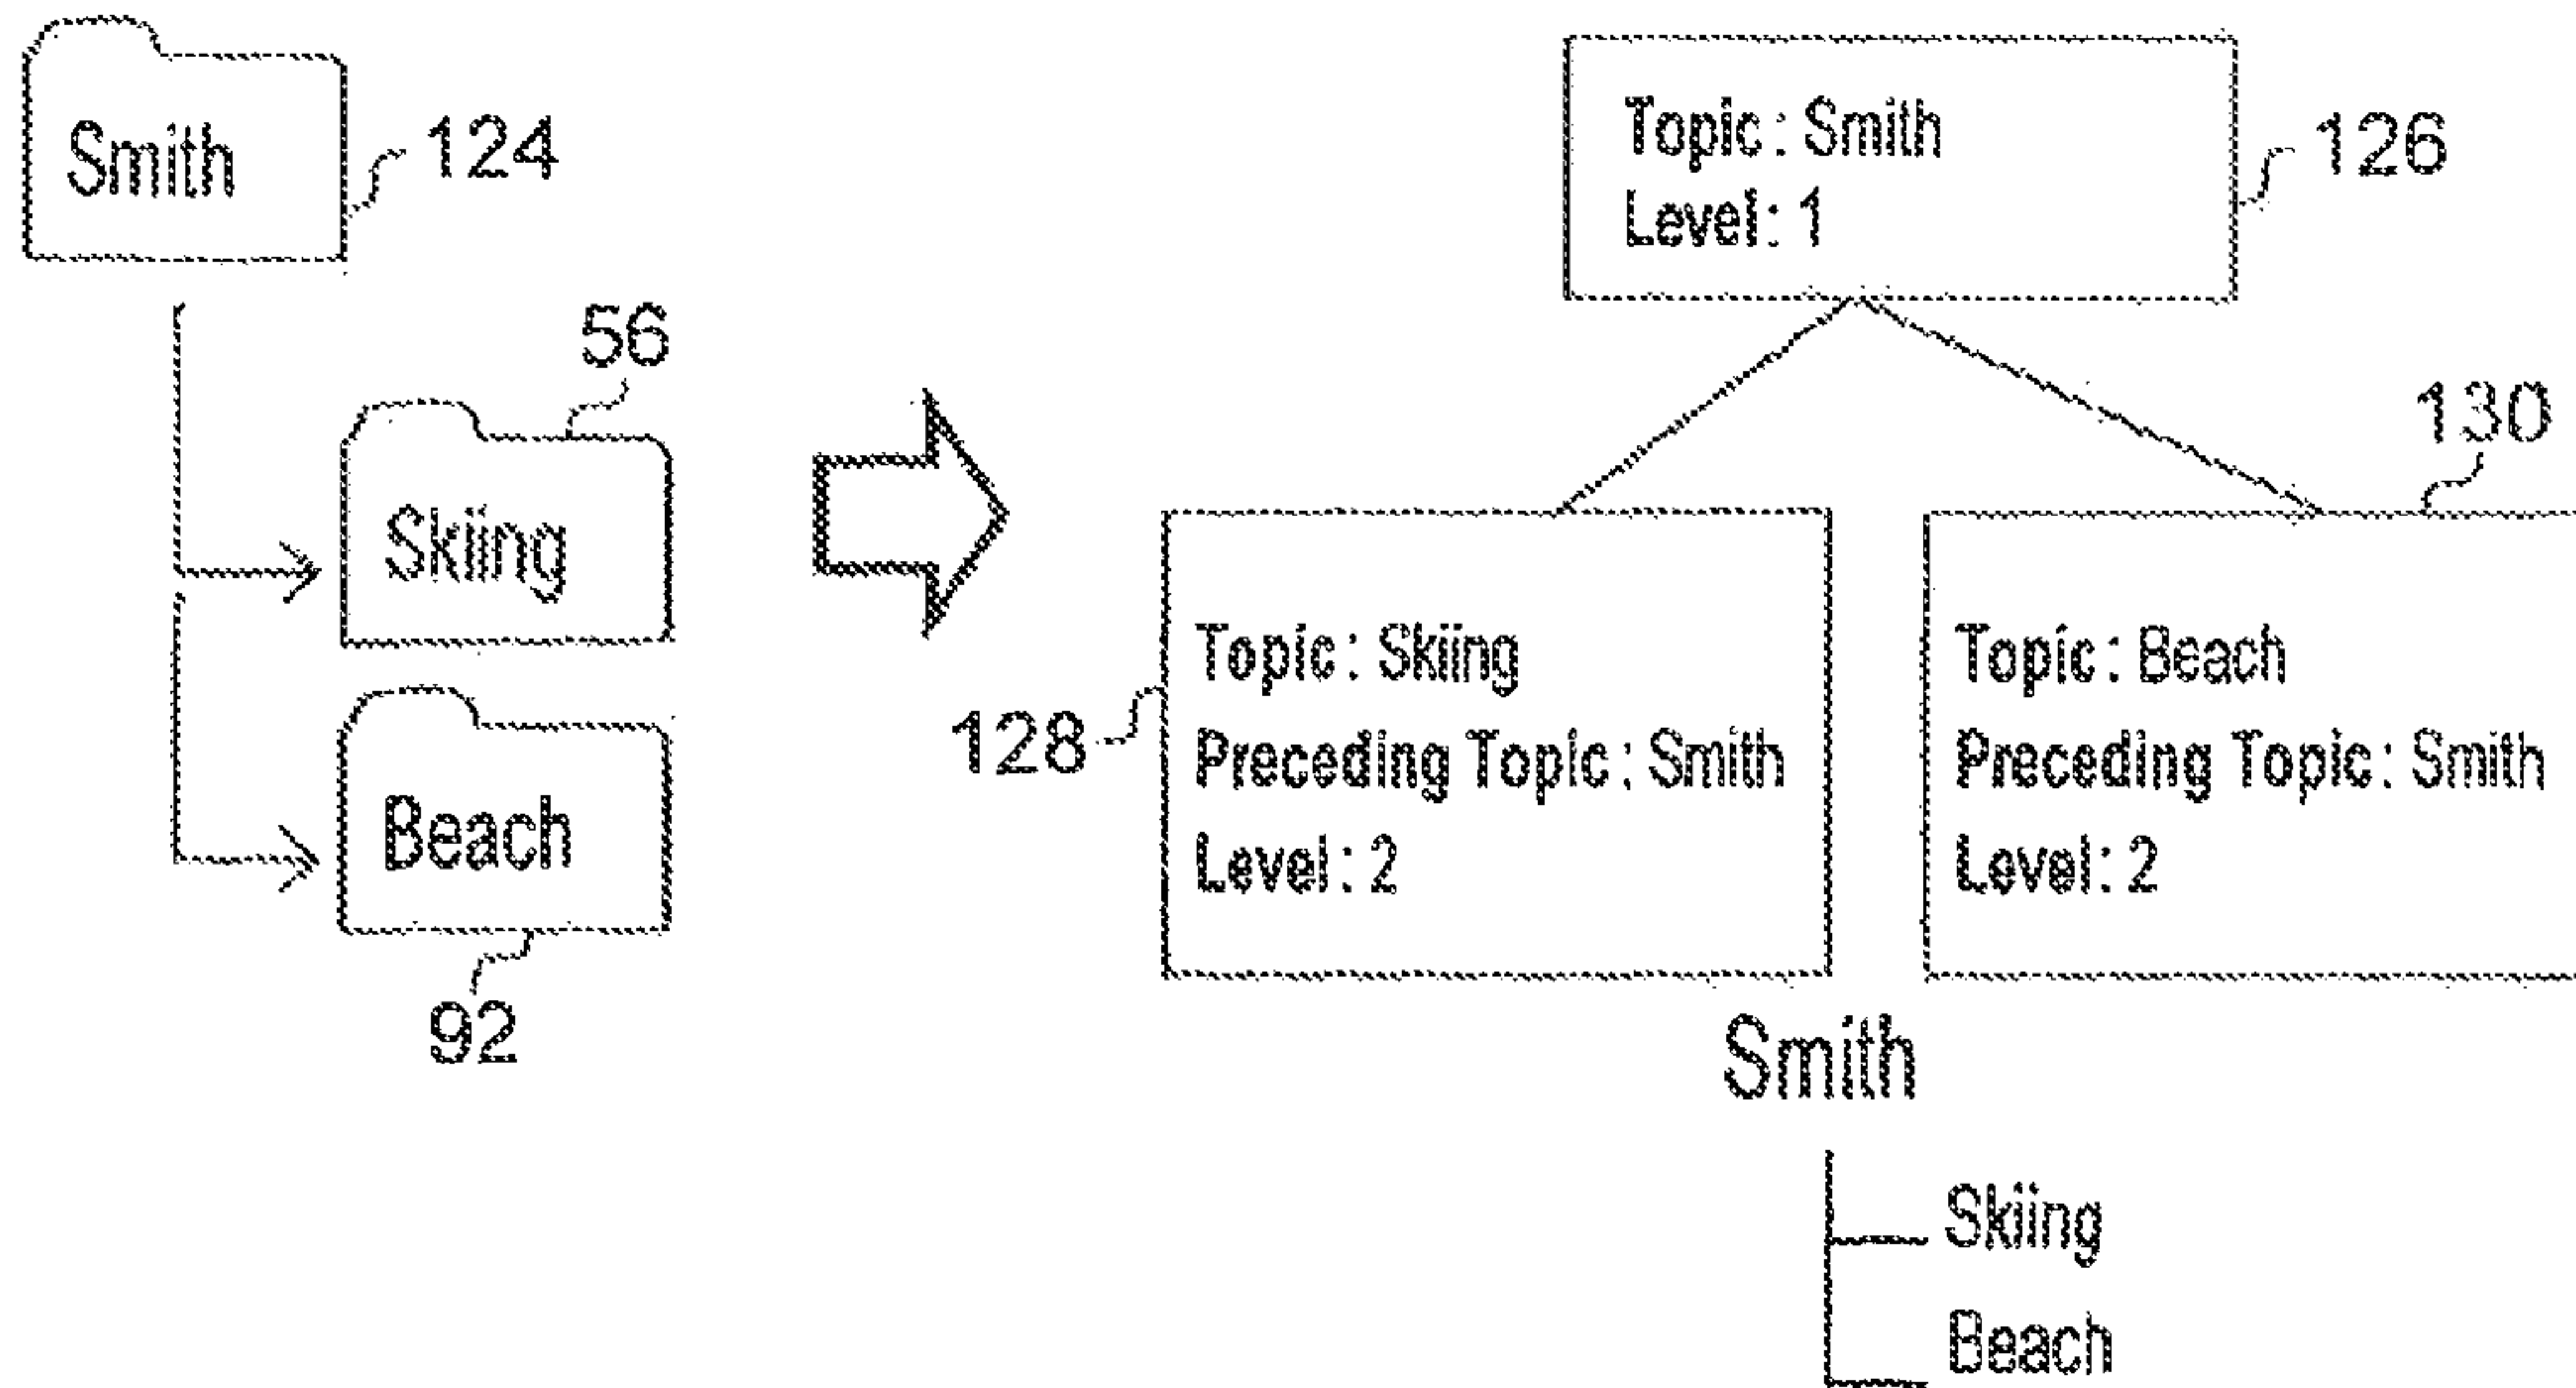 Smith
124
56
Skiing
Beach
92
Topic: Smith
Level: 1
126
130
128
Topic: Skiing
Preceding Topic: Smith
Level: 2
Topic: Beach
Preceding Topic: Smith
Level: 2
Smith
Skiing
Beach